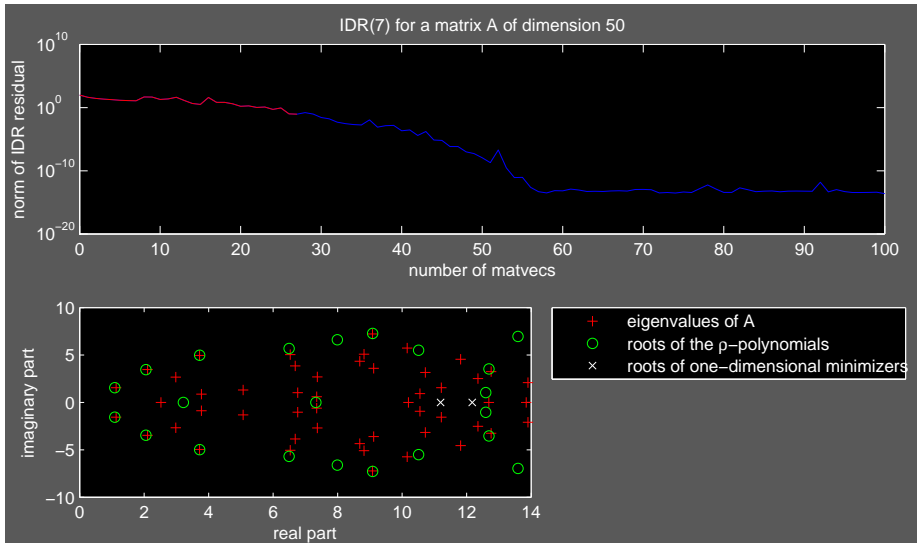 IDR(7) for a matrix A of dimension 50
norm of IDR residual
10^10
10^0
10^−10
10^−20
0 10 20 30 40 50 60 70 80 90 100
number of matvecs
imaginary part
10
5
0
−5
−10
0 2 4 6 8 10 12 14
real part
eigenvalues of A
roots of the ρ−polynomials
roots of one−dimensional minimizers